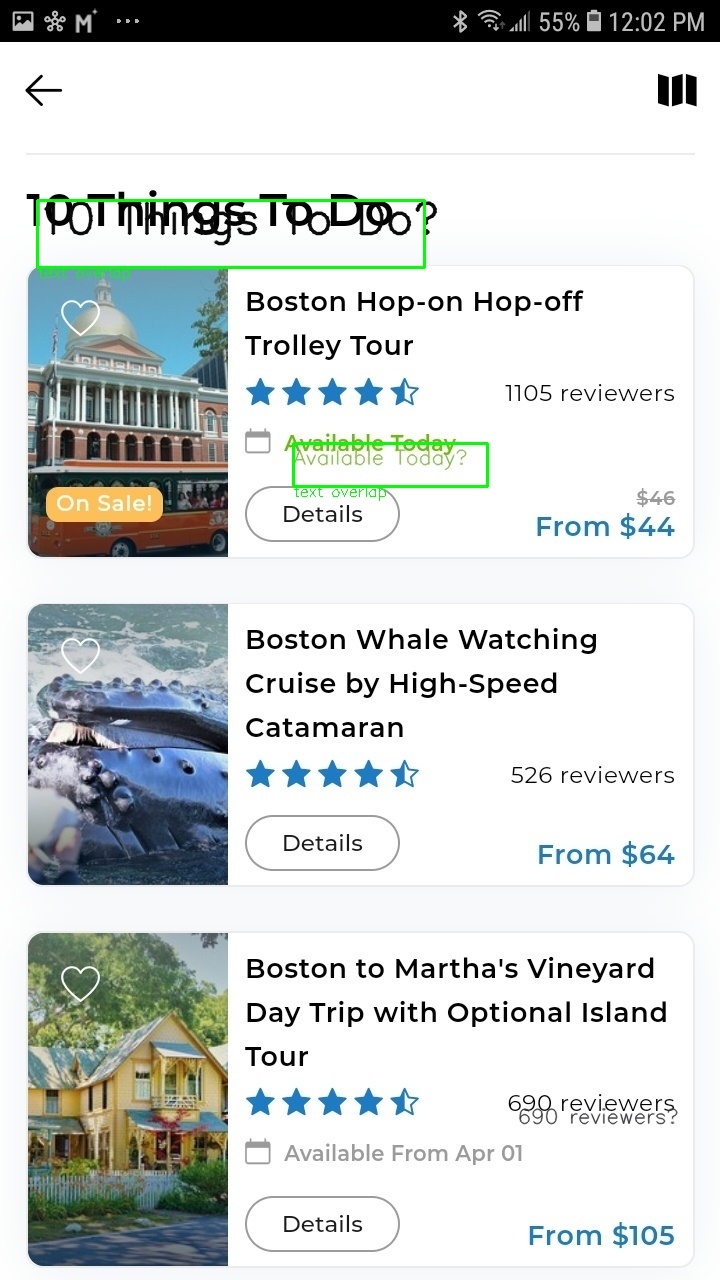 55% 12:02 PM
10 Things To Do
10 Things To Do?
text overlap
Boston Hop-on Hop-off
Trolley Tour
1105 reviewers
Available Today
Available Today?
text overlap
On Sale!
Details
$46
From $44
Boston Whale Watching
Cruise by High-Speed
Catamaran
526 reviewers
Details
From $64
Boston to Martha's Vineyard
Day Trip with Optional Island
Tour
690 reviewers
690 reviewers?
Available From Apr 01
Details
From $105